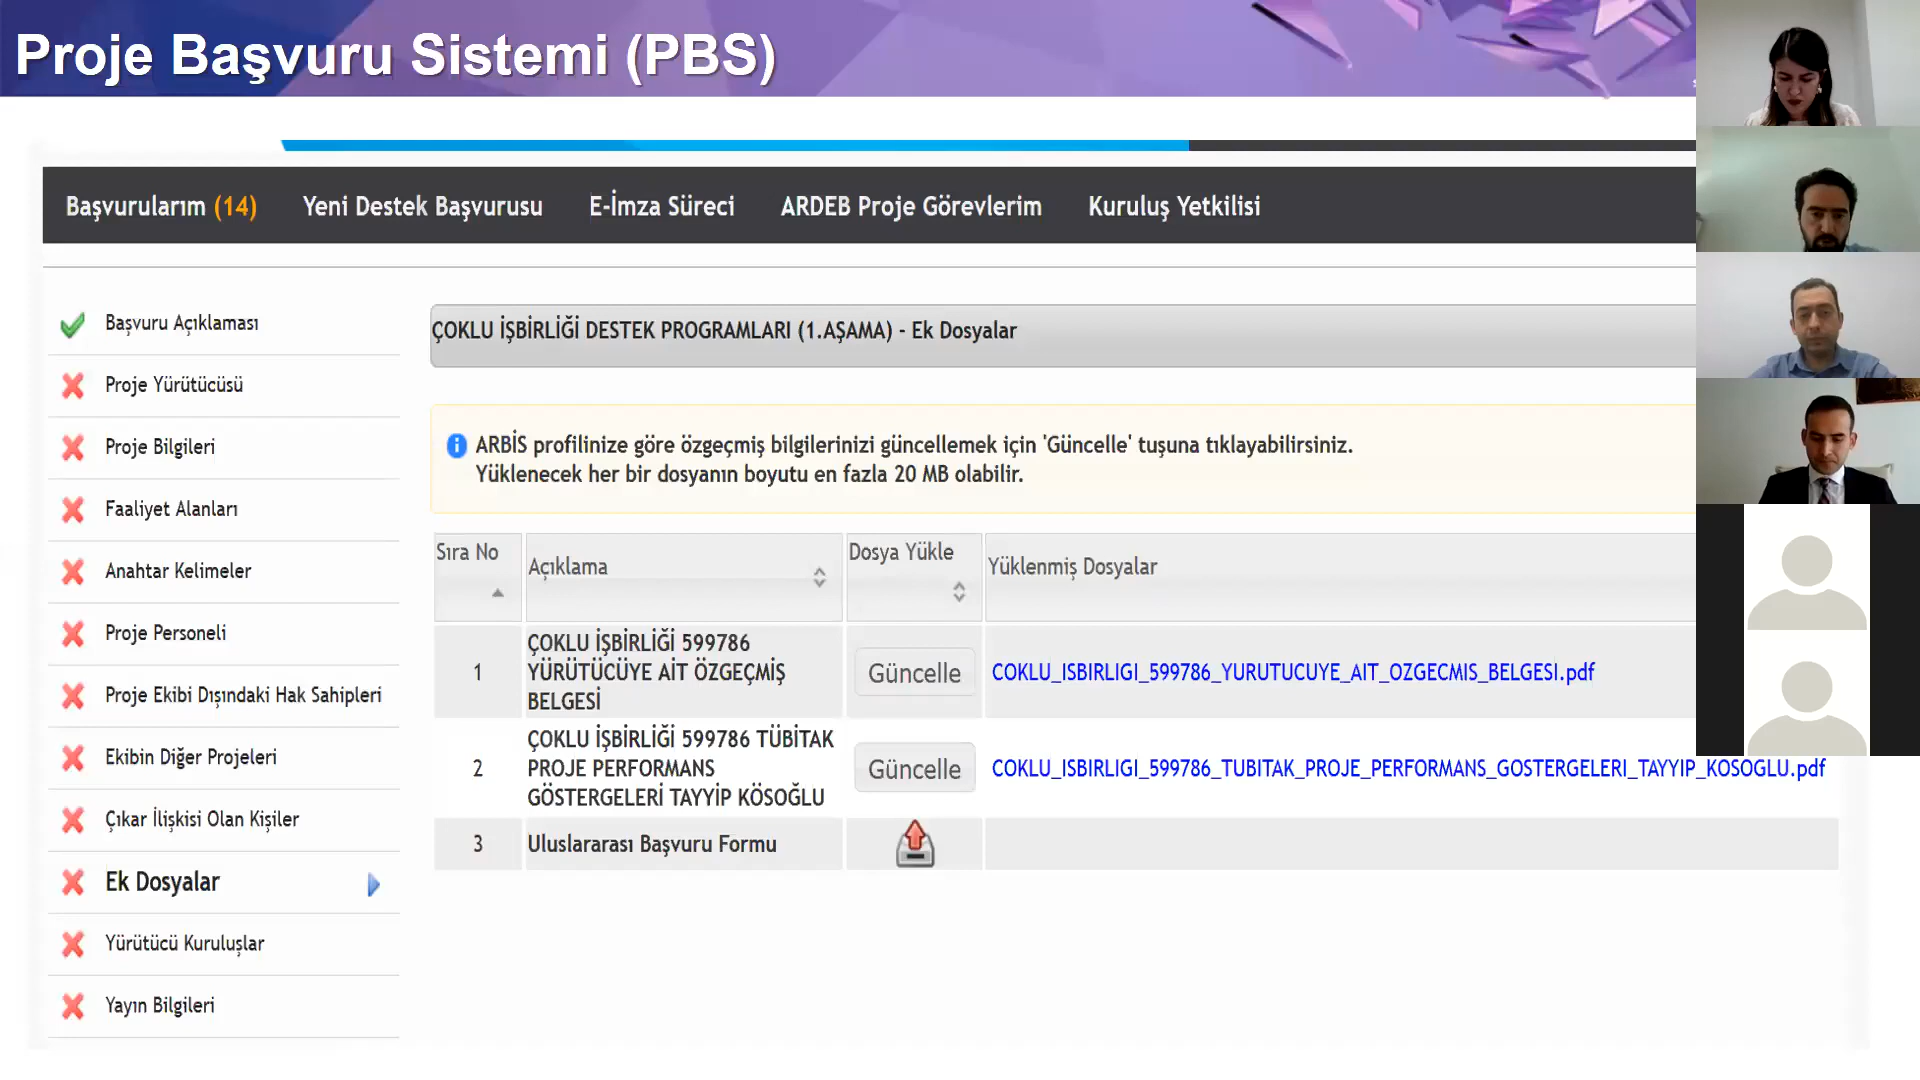 Proje Başvuru Sistemi (PBS)
Başvurularım (14) Yeni Destek Başvurusu E-İmza Süreci ARDEB Proje Görevlerim Kuruluş Yetkilisi
Başvuru Açıklaması
Proje Yürütücüsü
Proje Bilgileri
Faaliyet Alanları
Anahtar Kelimeler
Proje Personeli
Proje Ekibi Dışındaki Hak Sahipleri
Ekibin Diğer Projeleri
Çıkar İlişkisi Olan Kişiler
Ek Dosyalar
Yürütücü Kuruluşlar
Yayın Bilgileri
ÇOKLU İŞBİRLİĞİ DESTEK PROGRAMLARI (1.AŞAMA) - Ek Dosyalar
ARBİS profilinize göre özgeçmiş bilgilerinizi güncellemek için 'Güncelle' tuşuna tıklayabilirsiniz.
Yüklenecek her bir dosyanın boyutu en fazla 20 MB olabilir.
Sıra No Açıklama Dosya Yükle Yüklenmiş Dosyalar
1
ÇOKLU İŞBİRLİĞİ 599786
YÜRÜTÜCÜYE AİT ÖZGEÇMİŞ
BELGESİ
Güncelle
COKLU_ISBIRLIGI_599786_YURUTUCUYE_AIT_OZGECMIS_BELGESI.pdf
2
ÇOKLU İŞBİRLİĞİ 599786 TÜBİTAK
PROJE PERFORMANS
GÖSTERGELERİ TAYYİP KÖSOĞLU
Güncelle
COKLU_ISBIRLIGI_599786_TUBITAK_PROJE_PERFORMANS_GOSTERGELERI_TAYYIP_KOSOGLU.pdf
3
Uluslararası Başvuru Formu